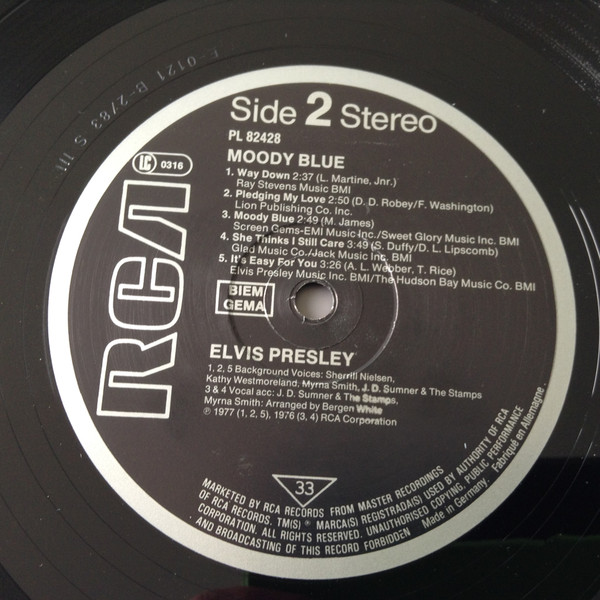 Side 2 Stereo
PL 82428
MOODY BLUE
LC 0316
RCA
1. Way Down 2:37 (L. Martine, Jnr.)
Ray Stevens Music BMI
2. Pledging My Love 2:50 (D. D. Robey/F. Washington)
Lion Publishing Co. Inc.
3. Moody Blue 2:49 (M. James)
Screen Gems-EMI Music Inc./Sweet Glory Music Inc. BMI
4. She Thinks I Still Care 3:49 (S. Duffy/D. L. Lipscomb)
Glad Music Co./Jack Music Inc. BMI
5. It's Easy For You 3:26 (A. L. Webber, T. Rice)
Elvis Presley Music Inc. BMI/The Hudson Bay Music Co. BMI
BIEM
GEMA
ELVIS PRESLEY
1, 2, 5 Background Voices: Sherrill Nielsen,
Kathy Westmoreland, Myrna Smith, J. D. Sumner & The Stamps
3 & 4 Vocal acc: J. D. Sumner & The Stamps,
Myrna Smith: Arranged by Bergen White
℗ 1977 (1, 2, 5), 1976 (3, 4) RCA Corporation
33
MARKETED BY RCA RECORDS FROM MASTER RECORDINGS
OF RCA RECORDS. TM(S) ® MARCA(S) REGISTRADA(S) USED BY AUTHORITY OF RCA
CORPORATION. ALL RIGHTS RESERVED. UNAUTHORISED COPYING, PUBLIC PERFORMANCE
AND BROADCASTING OF THIS RECORD FORBIDDEN Made in Germany. Fabriqué en Allemagne.